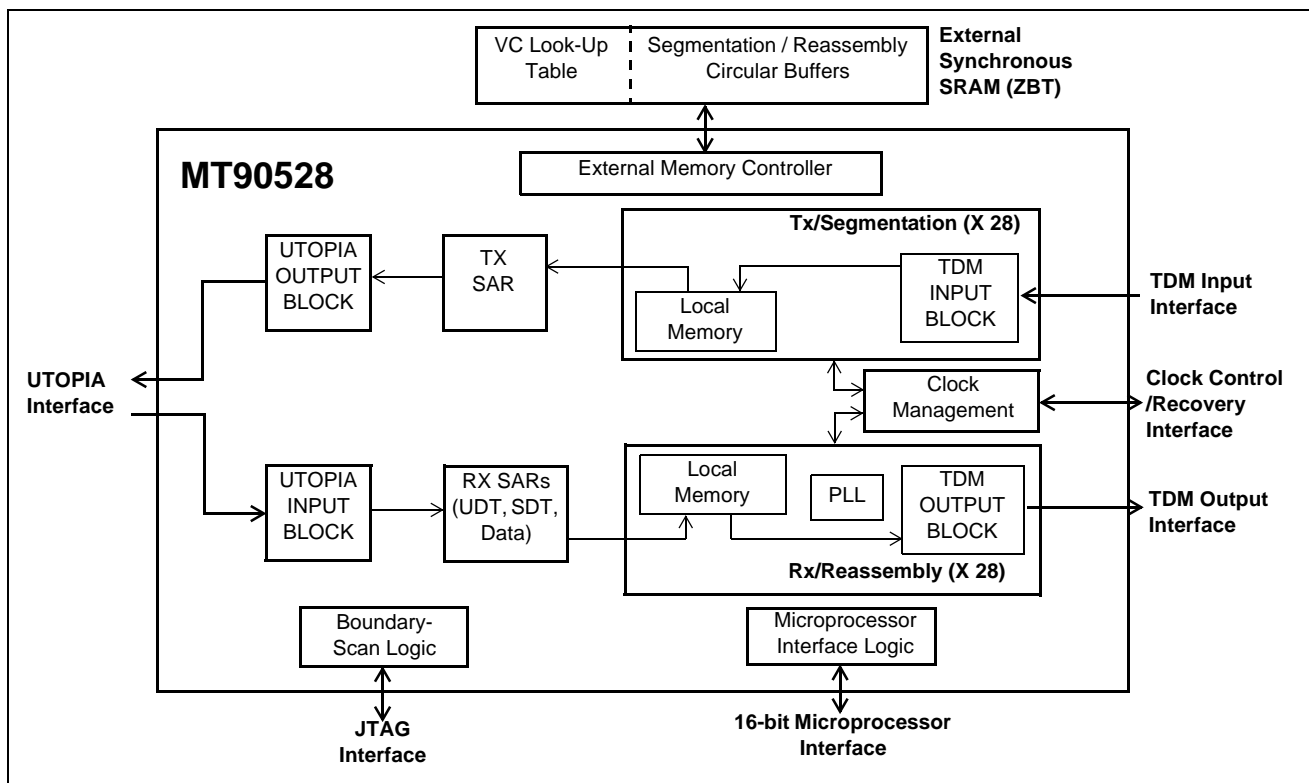 VC Look-Up
Table
Segmentation / Reassembly
Circular Buffers
External
Synchronous
SRAM (ZBT)
MT90528
External Memory Controller
Tx/Segmentation (X 28)
UTOPIA
OUTPUT
BLOCK
TX
SAR
Local
Memory
TDM
INPUT
BLOCK
TDM Input
Interface
UTOPIA
Interface
Clock
Management
Clock Control
/Recovery
Interface
UTOPIA
INPUT
BLOCK
RX SARs
(UDT, SDT,
Data)
Local
Memory
PLL
TDM
OUTPUT
BLOCK
TDM Output
Interface
Rx/Reassembly (X 28)
Boundary-
Scan Logic
Microprocessor
Interface Logic
JTAG
Interface
16-bit Microprocessor
Interface